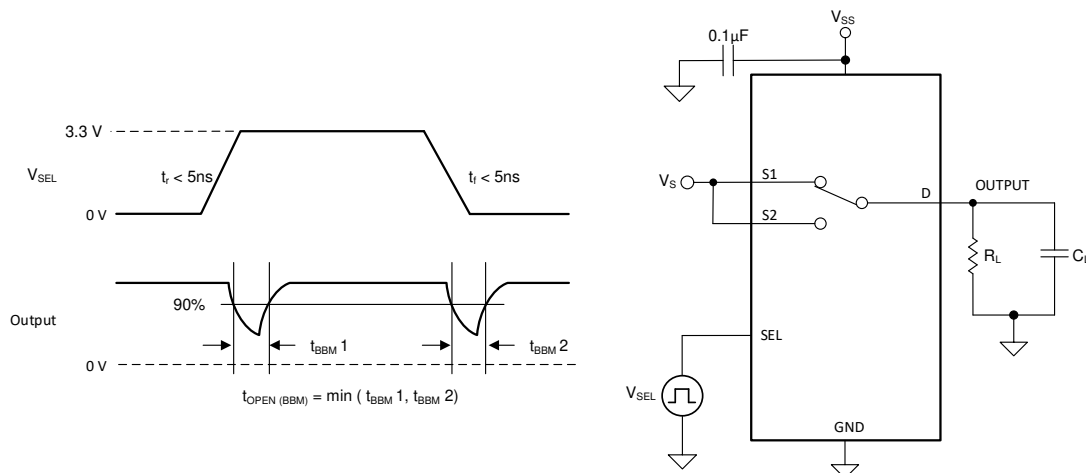 3.3 V
V_SEL
t_r < 5ns
t_f < 5ns
0 V
90%
Output
t_BBM 1
t_BBM 2
0 V
t_OPEN (BBM) = min ( t_BBM 1, t_BBM 2)
V_SS
0.1µF
V_S
S1
S2
D
OUTPUT
R_L
SEL
V_SEL
GND